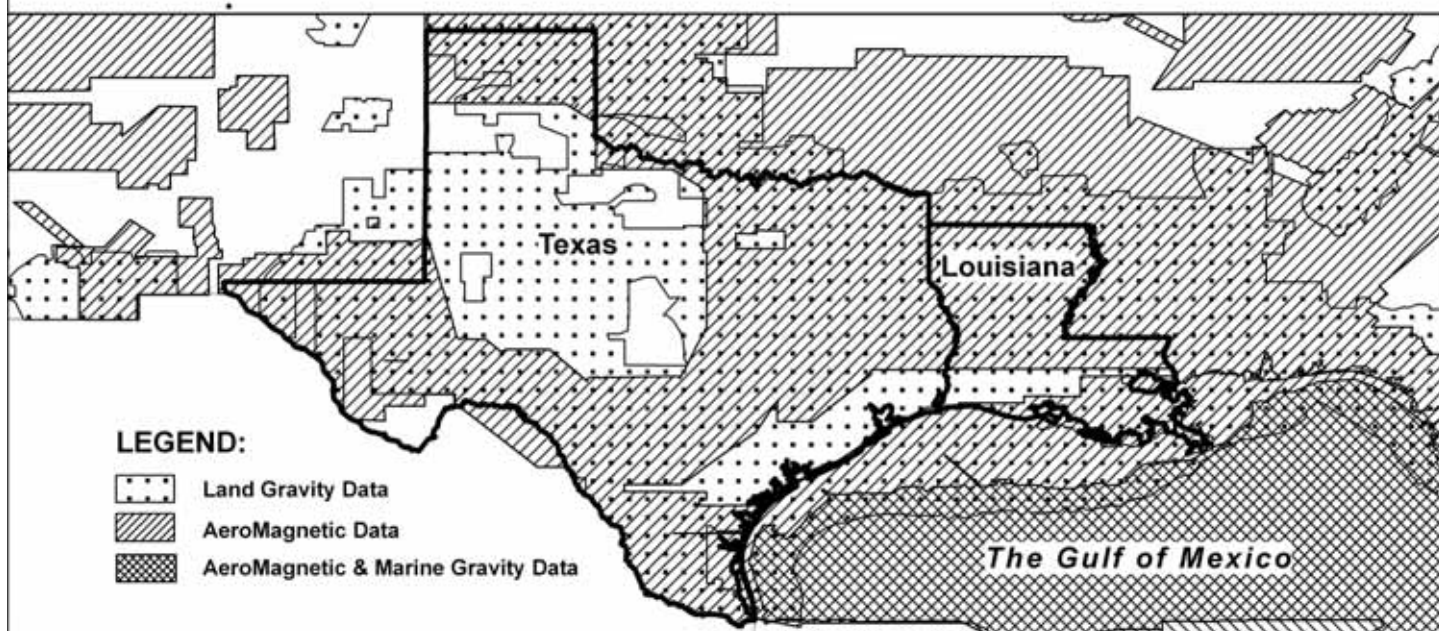 Texas
Louisiana
LEGEND:
Land Gravity Data
AeroMagnetic Data
AeroMagnetic & Marine Gravity Data
The Gulf of Mexico